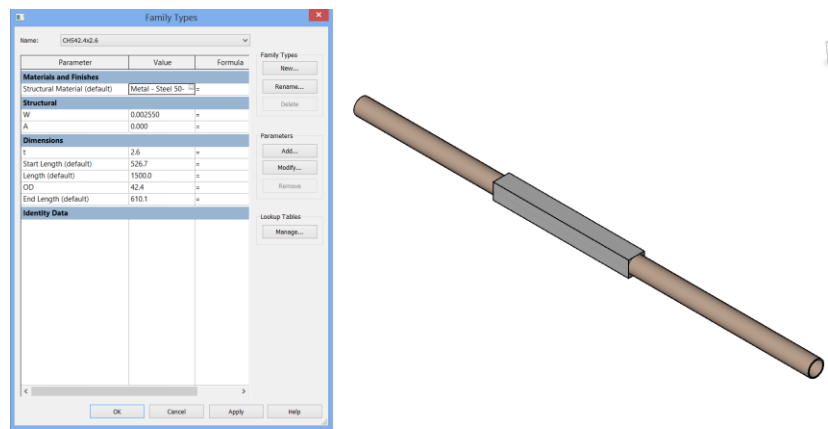 Family Types
Name: CHS42.4x2.6
Parameter Value Formula
Materials and Finishes
Structural Material (default) Metal - Steel 50- =
Structural
W 0.002550 =
A 0.000 =
Dimensions
t 2.6 =
Start Length (default) 526.7 =
Length (default) 1500.0 =
OD 42.4 =
End Length (default) 610.1 =
Identity Data
Family Types
New...
Rename...
Delete
Parameters
Add...
Modify...
Remove
Lookup Tables
Manage...
OK Cancel Apply Help